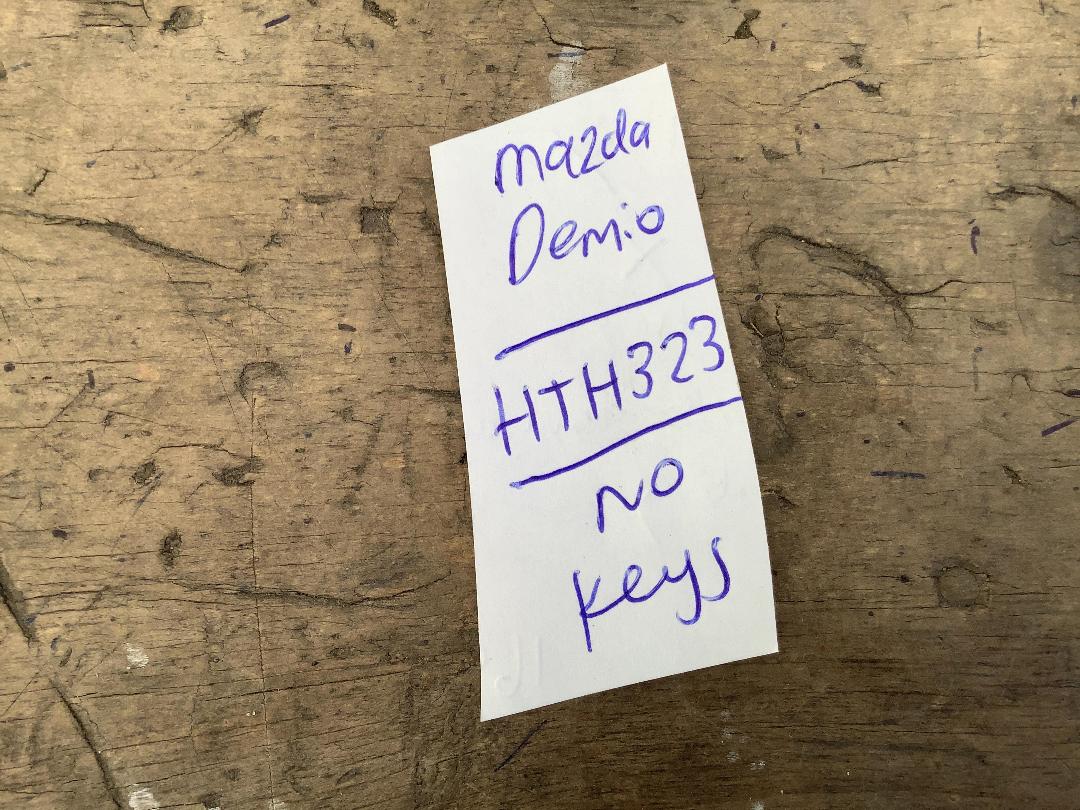 Mazda
Demio
HTH323
NO
keys